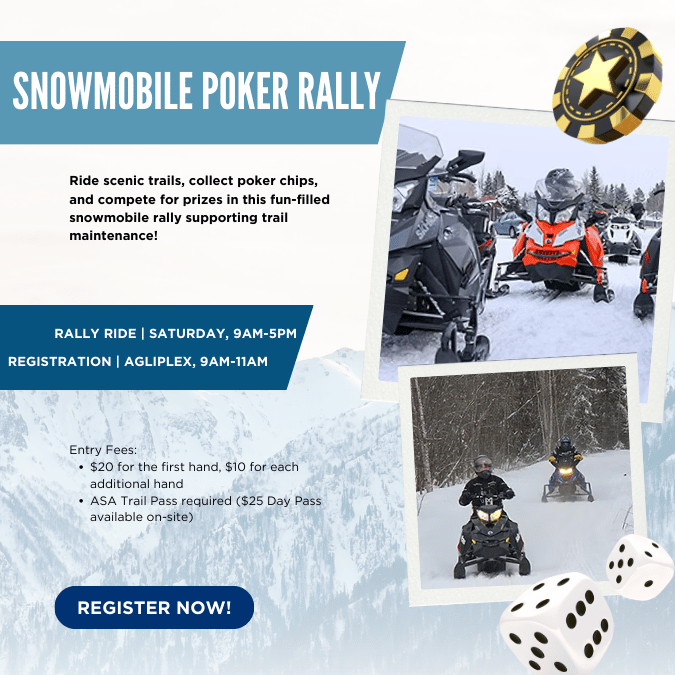 SNOWMOBILE POKER RALLY
Ride scenic trails, collect poker chips,
and compete for prizes in this fun-filled
snowmobile rally supporting trail
maintenance!
RALLY RIDE | SATURDAY, 9AM-5PM
REGISTRATION | AGLIPLEX, 9AM-11AM
Entry Fees:
• $20 for the first hand, $10 for each
additional hand
• ASA Trail Pass required ($25 Day Pass
available on-site)
REGISTER NOW!